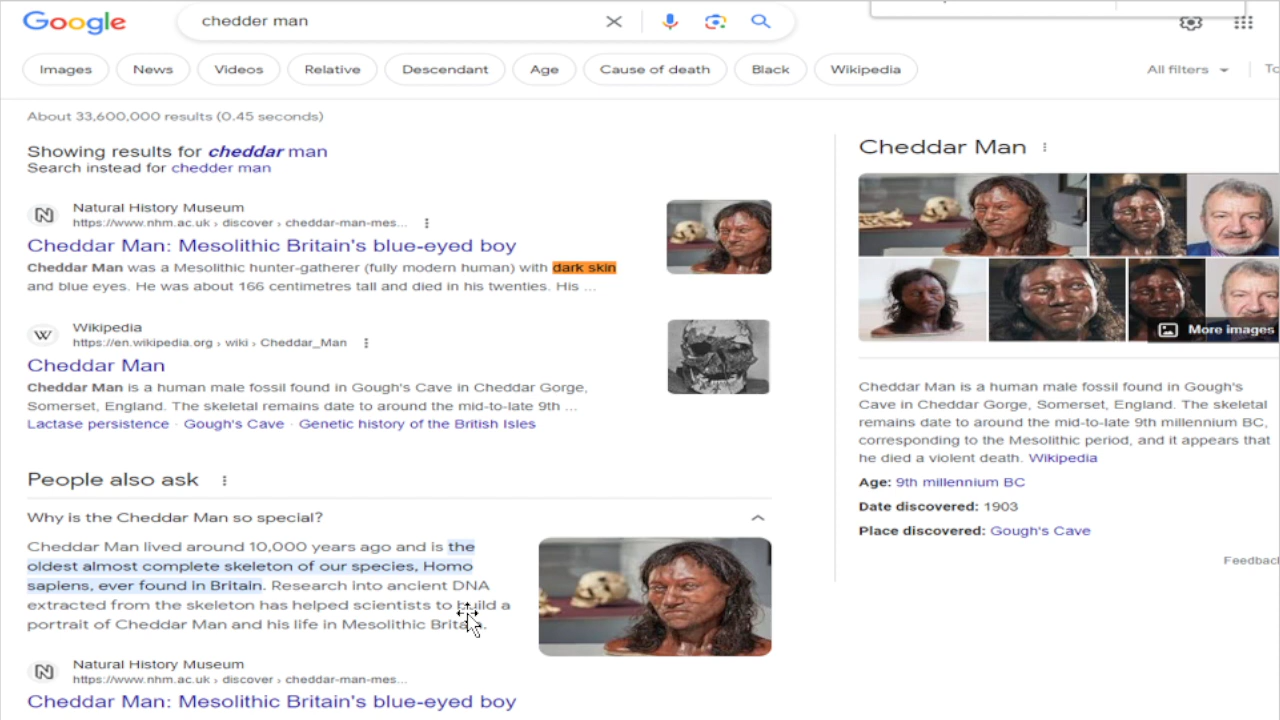 Google
chedder man
Images
News
Videos
Relative
Descendant
Age
Cause of death
Black
Wikipedia
All filters
About 33,600,000 results (0.45 seconds)
Showing results for cheddar man
Search instead for chedder man
Natural History Museum
https://www.nhm.ac.uk › discover › cheddar-man-mes...
Cheddar Man: Mesolithic Britain's blue-eyed boy
Cheddar Man was a Mesolithic hunter-gatherer (fully modern human) with dark skin
and blue eyes. He was about 166 centimetres tall and died in his twenties. His ...
W
Wikipedia
https://en.wikipedia.org › wiki › Cheddar_Man
Cheddar Man
Cheddar Man is a human male fossil found in Gough's Cave in Cheddar Gorge,
Somerset, England. The skeletal remains date to around the mid-to-late 9th ...
Lactase persistence · Gough's Cave · Genetic history of the British Isles
People also ask
Why is the Cheddar Man so special?
Cheddar Man lived around 10,000 years ago and is the
oldest almost complete skeleton of our species, Homo
sapiens, ever found in Britain. Research into ancient DNA
extracted from the skeleton has helped scientists to build a
portrait of Cheddar Man and his life in Mesolithic Britain.
Natural History Museum
https://www.nhm.ac.uk › discover › cheddar-man-mes...
Cheddar Man: Mesolithic Britain's blue-eyed boy
Cheddar Man
More images
Cheddar Man is a human male fossil found in Gough's
Cave in Cheddar Gorge, Somerset, England. The skeletal
remains date to around the mid-to-late 9th millennium BC,
corresponding to the Mesolithic period, and it appears that
he died a violent death. Wikipedia
Age: 9th millennium BC
Date discovered: 1903
Place discovered: Gough's Cave
Feedback